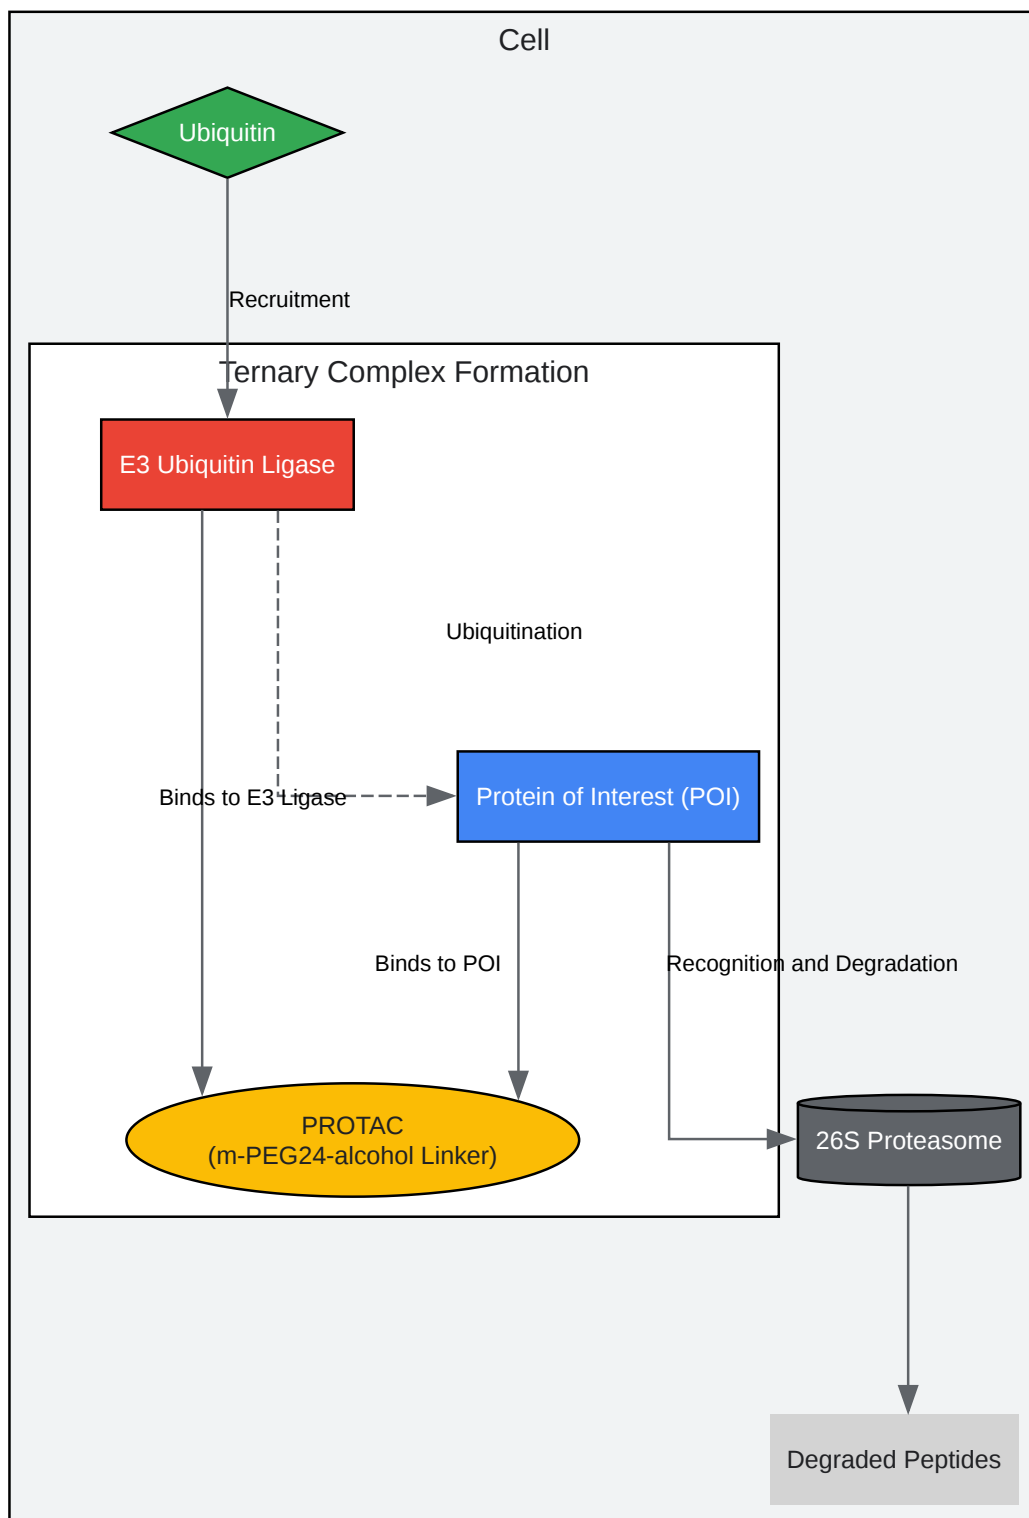 Cell
Ubiquitin
Recruitment
Ternary Complex Formation
E3 Ubiquitin Ligase
Ubiquitination
Binds to E3 Ligase
Protein of Interest (POI)
Binds to POI
Recognition and Degradation
PROTAC
(m-PEG24-alcohol Linker)
26S Proteasome
Degraded Peptides